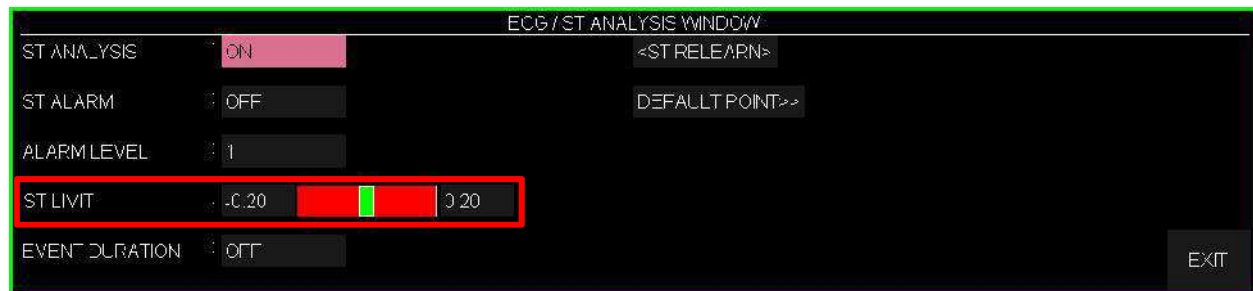 ECG / ST ANALYSIS WINDOW
ST ANALYSIS : ON <ST RELEARN>
ST ALARM : OFF DEFAULT POINT>>
ALARM LEVEL : 1
ST LIMIT : -0.20 0.20
EVENT DURATION : OFF
EXIT